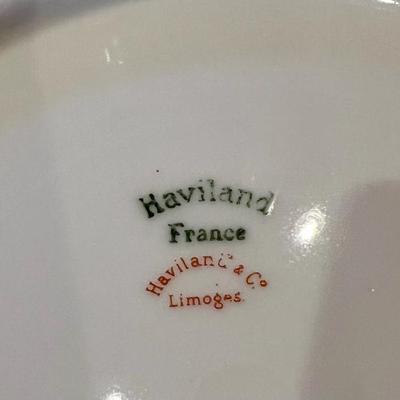 Haviland
France
Haviland & Co
Limoges